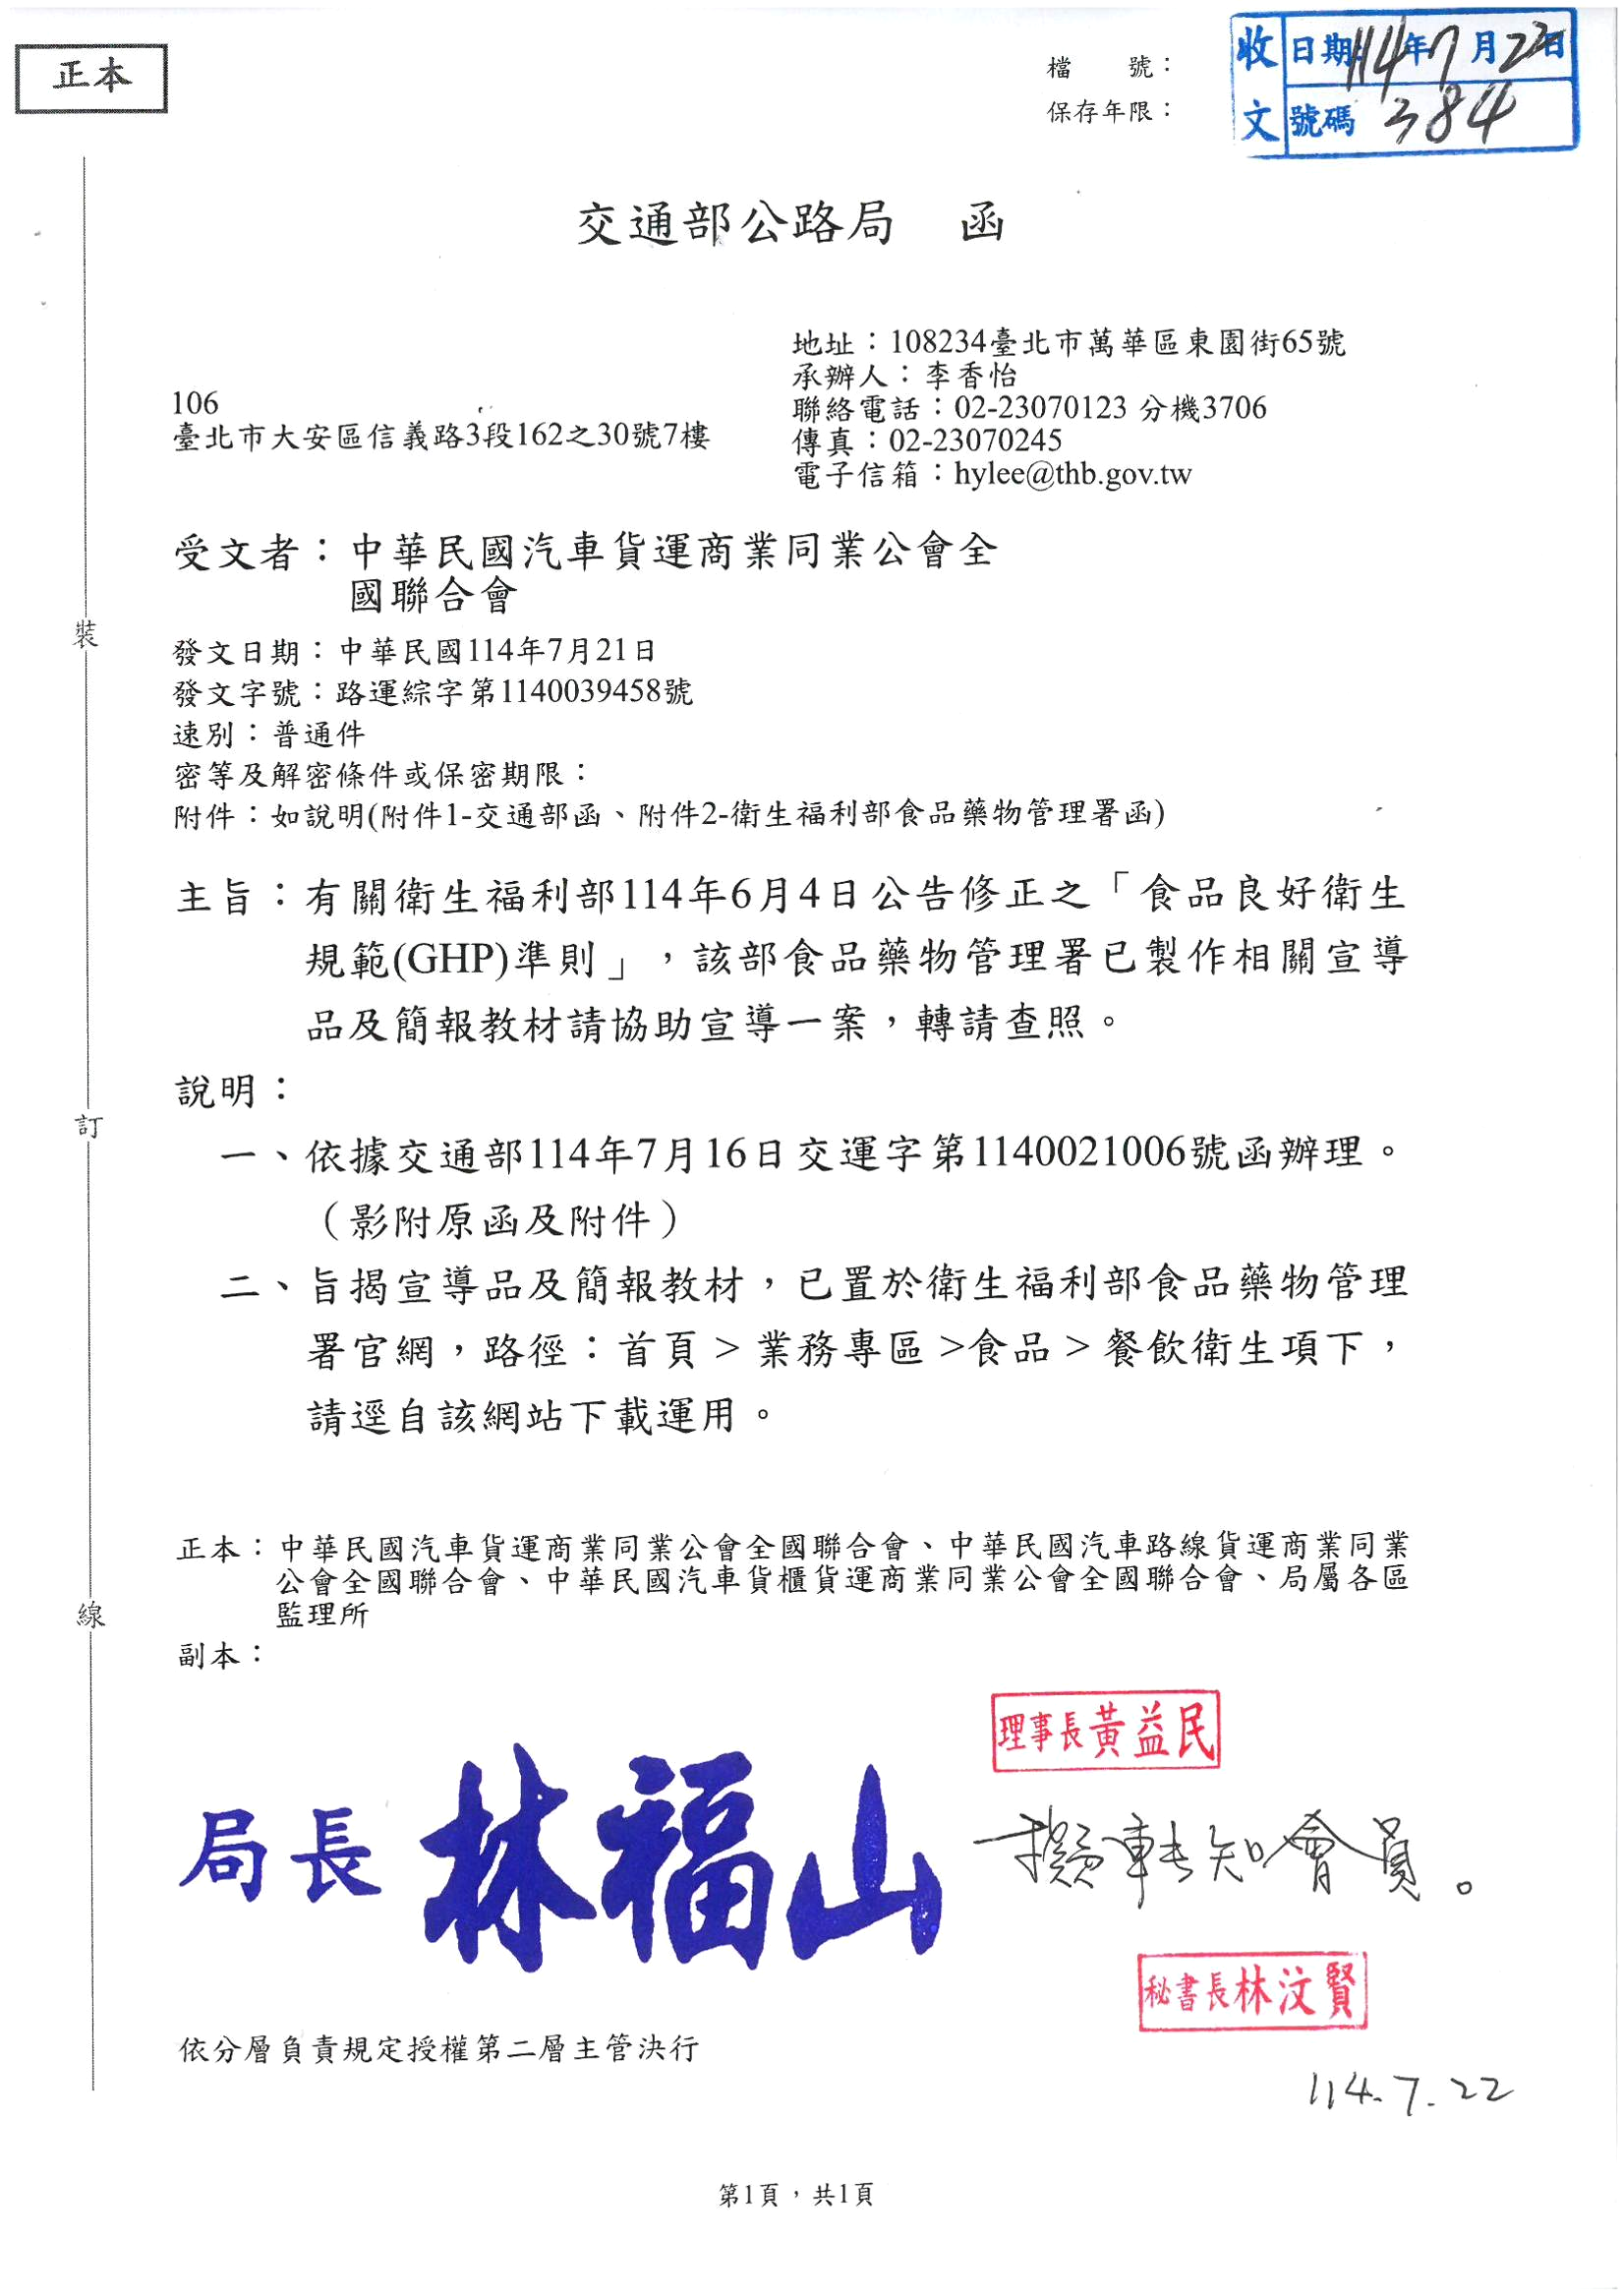 正本
檔　　號：
保存年限：
收文 日期 114年7月22日
號碼 384
交通部公路局　函
地址：108234臺北市萬華區東園街65號
承辦人：李香怡
聯絡電話：02-23070123 分機3706
傳真：02-23070245
電子信箱：hylee@thb.gov.tw
106
臺北市大安區信義路3段162之30號7樓
受文者：中華民國汽車貨運商業同業公會全
國聯合會
發文日期：中華民國114年7月21日
發文字號：路運綜字第1140039458號
速別：普通件
密等及解密條件或保密期限：
附件：如說明(附件1-交通部函、附件2-衛生福利部食品藥物管理署函)
主旨：有關衛生福利部114年6月4日公告修正之「食品良好衛生
規範(GHP)準則」，該部食品藥物管理署已製作相關宣導
品及簡報教材請協助宣導一案，轉請查照。
說明：
一、依據交通部114年7月16日交運字第1140021006號函辦理。
（影附原函及附件）
二、旨揭宣導品及簡報教材，已置於衛生福利部食品藥物管理
署官網，路徑：首頁 > 業務專區 >食品 > 餐飲衛生項下，
請逕自該網站下載運用。
正本：中華民國汽車貨運商業同業公會全國聯合會、中華民國汽車路線貨運商業同業
公會全國聯合會、中華民國汽車貨櫃貨運商業同業公會全國聯合會、局屬各區
監理所
副本：
理事長黃益民
局長 林福山
擬轉知會員。
秘書長林汶賢
依分層負責規定授權第二層主管決行
114.7.22
第1頁，共1頁
裝
訂
線